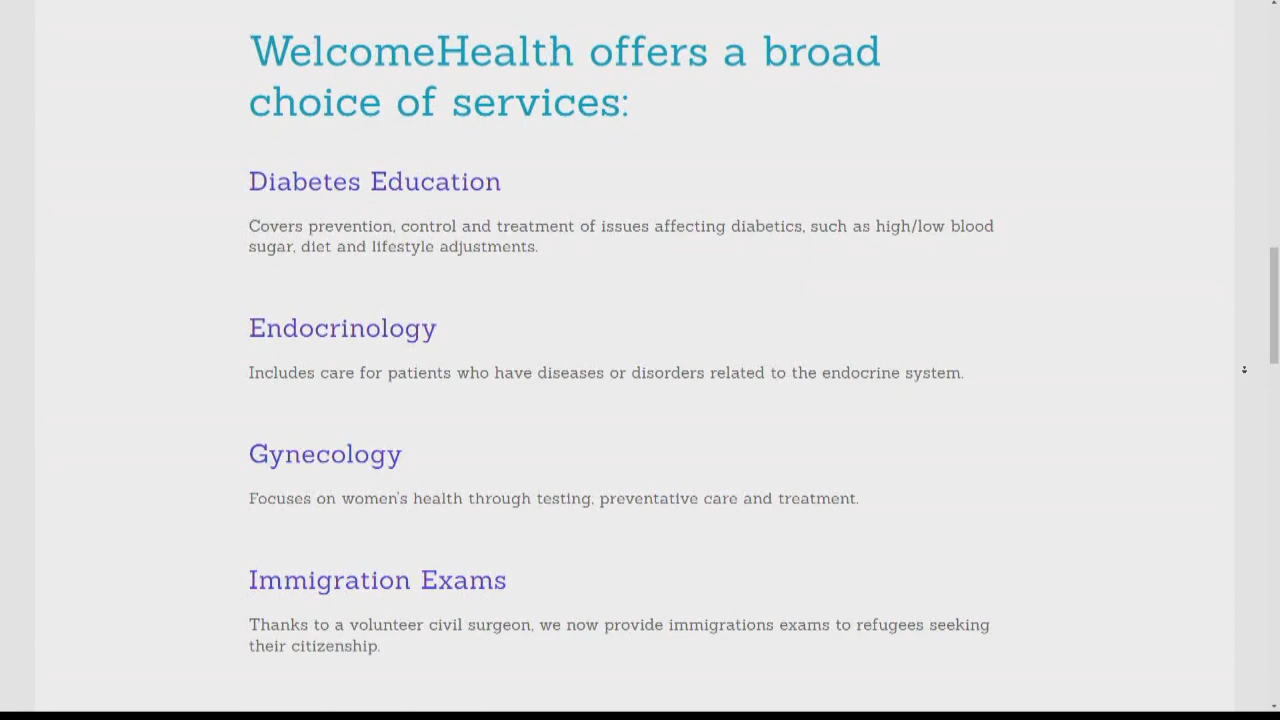 WelcomeHealth offers a broad
choice of services:
Diabetes Education
Covers prevention, control and treatment of issues affecting diabetics, such as high/low blood
sugar, diet and lifestyle adjustments.
Endocrinology
Includes care for patients who have diseases or disorders related to the endocrine system.
Gynecology
Focuses on women's health through testing, preventative care and treatment.
Immigration Exams
Thanks to a volunteer civil surgeon, we now provide immigrations exams to refugees seeking
their citizenship.